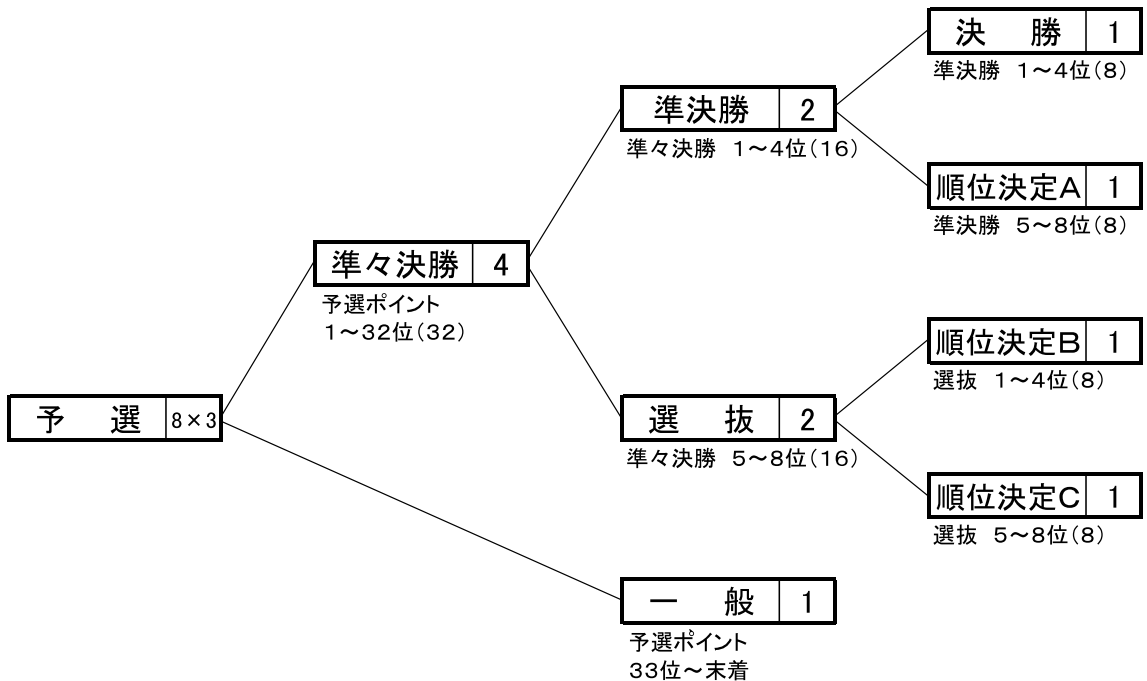 決　勝 1
準決勝 1～4位(8)
準決勝 2
準々決勝 1～4位(16)
順位決定A 1
準決勝 5～8位(8)
準々決勝 4
予選ポイント
1～32位(32)
順位決定B 1
選抜 1～4位(8)
予　選 8×3
選　抜 2
準々決勝 5～8位(16)
順位決定C 1
選抜 5～8位(8)
一　般 1
予選ポイント
33位～末着